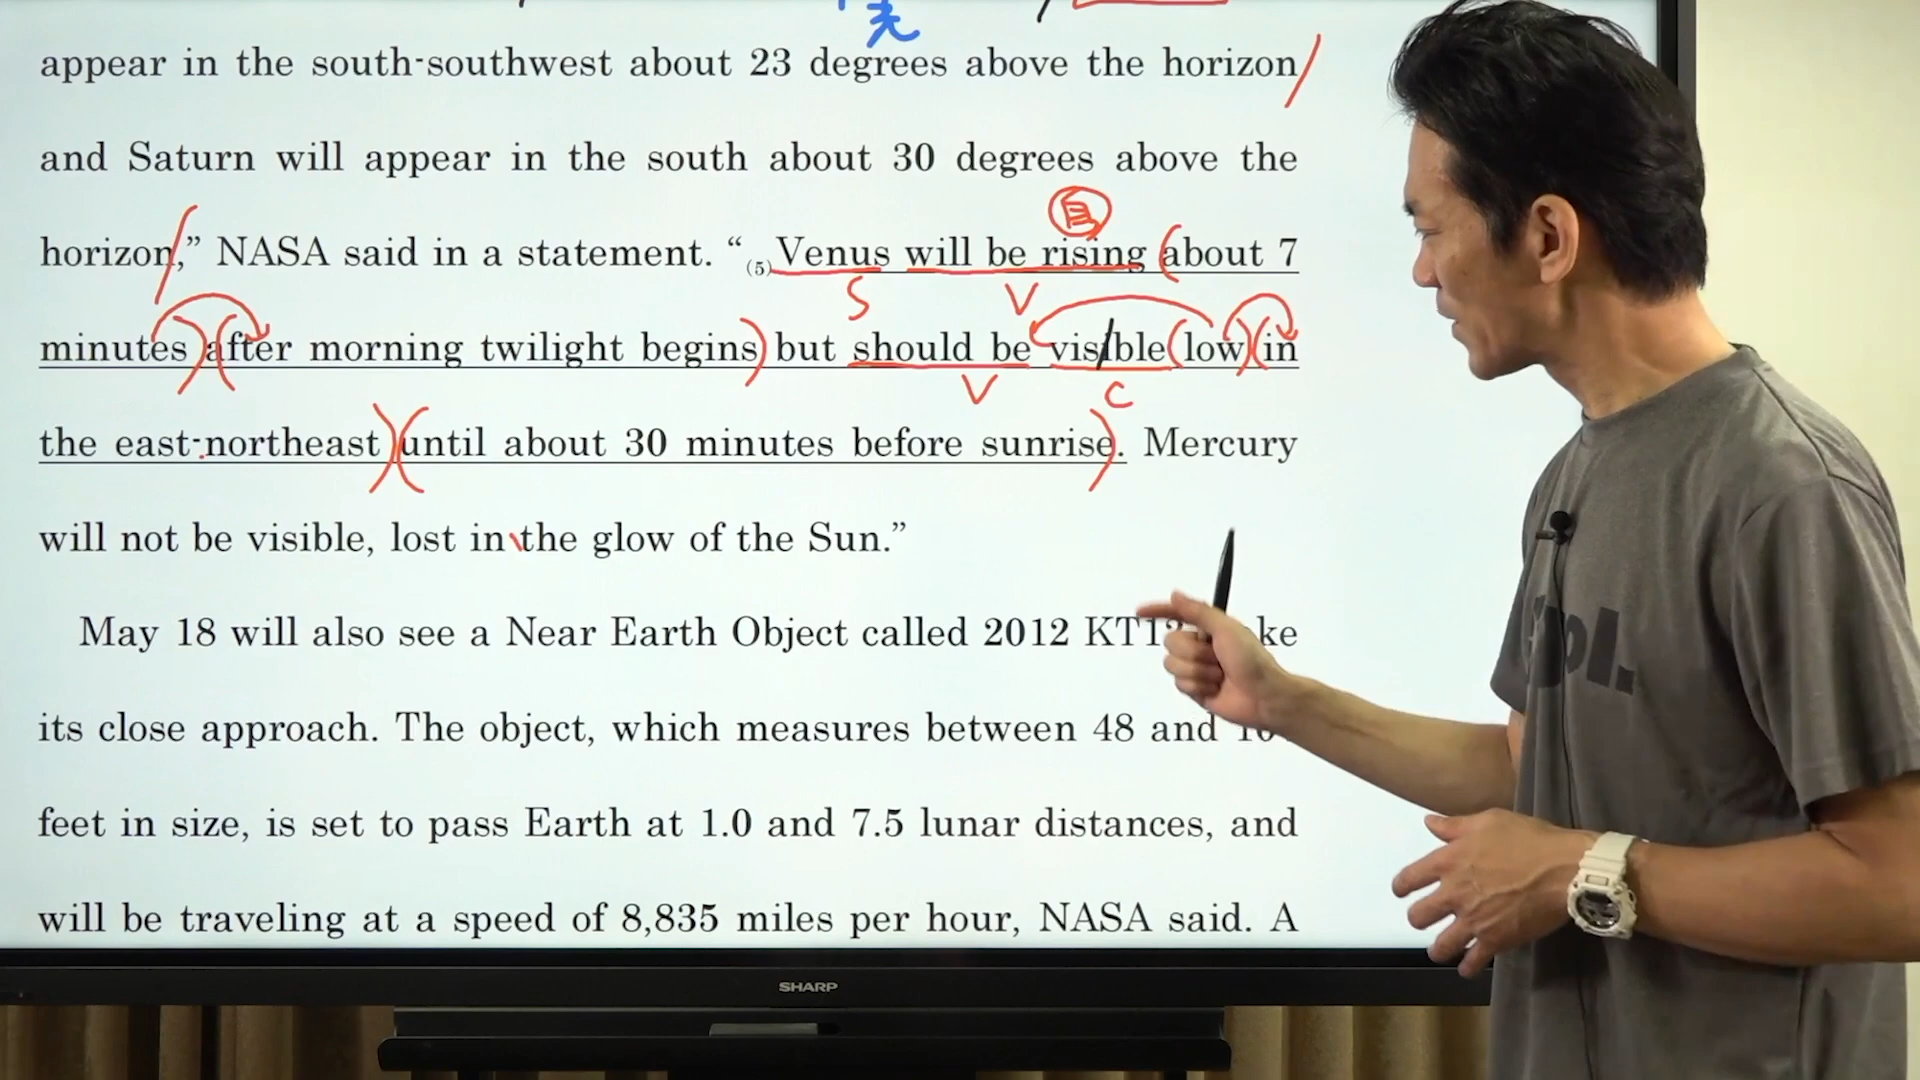 appear in the south-southwest about 23 degrees above the horizon
and Saturn will appear in the south about 30 degrees above the
horizon,” NASA said in a statement. “(5)Venus will be rising about 7
自
S V
minutes after morning twilight begins but should be visible low in
V C
the east-northeast until about 30 minutes before sunrise. Mercury
will not be visible, lost in the glow of the Sun.”
May 18 will also see a Near Earth Object called 2012
its close approach. The object, which measures between 48 and
feet in size, is set to pass Earth at 1.0 and 7.5 lunar distances, and
will be traveling at a speed of 8,835 miles per hour, NASA said. A
SHARP